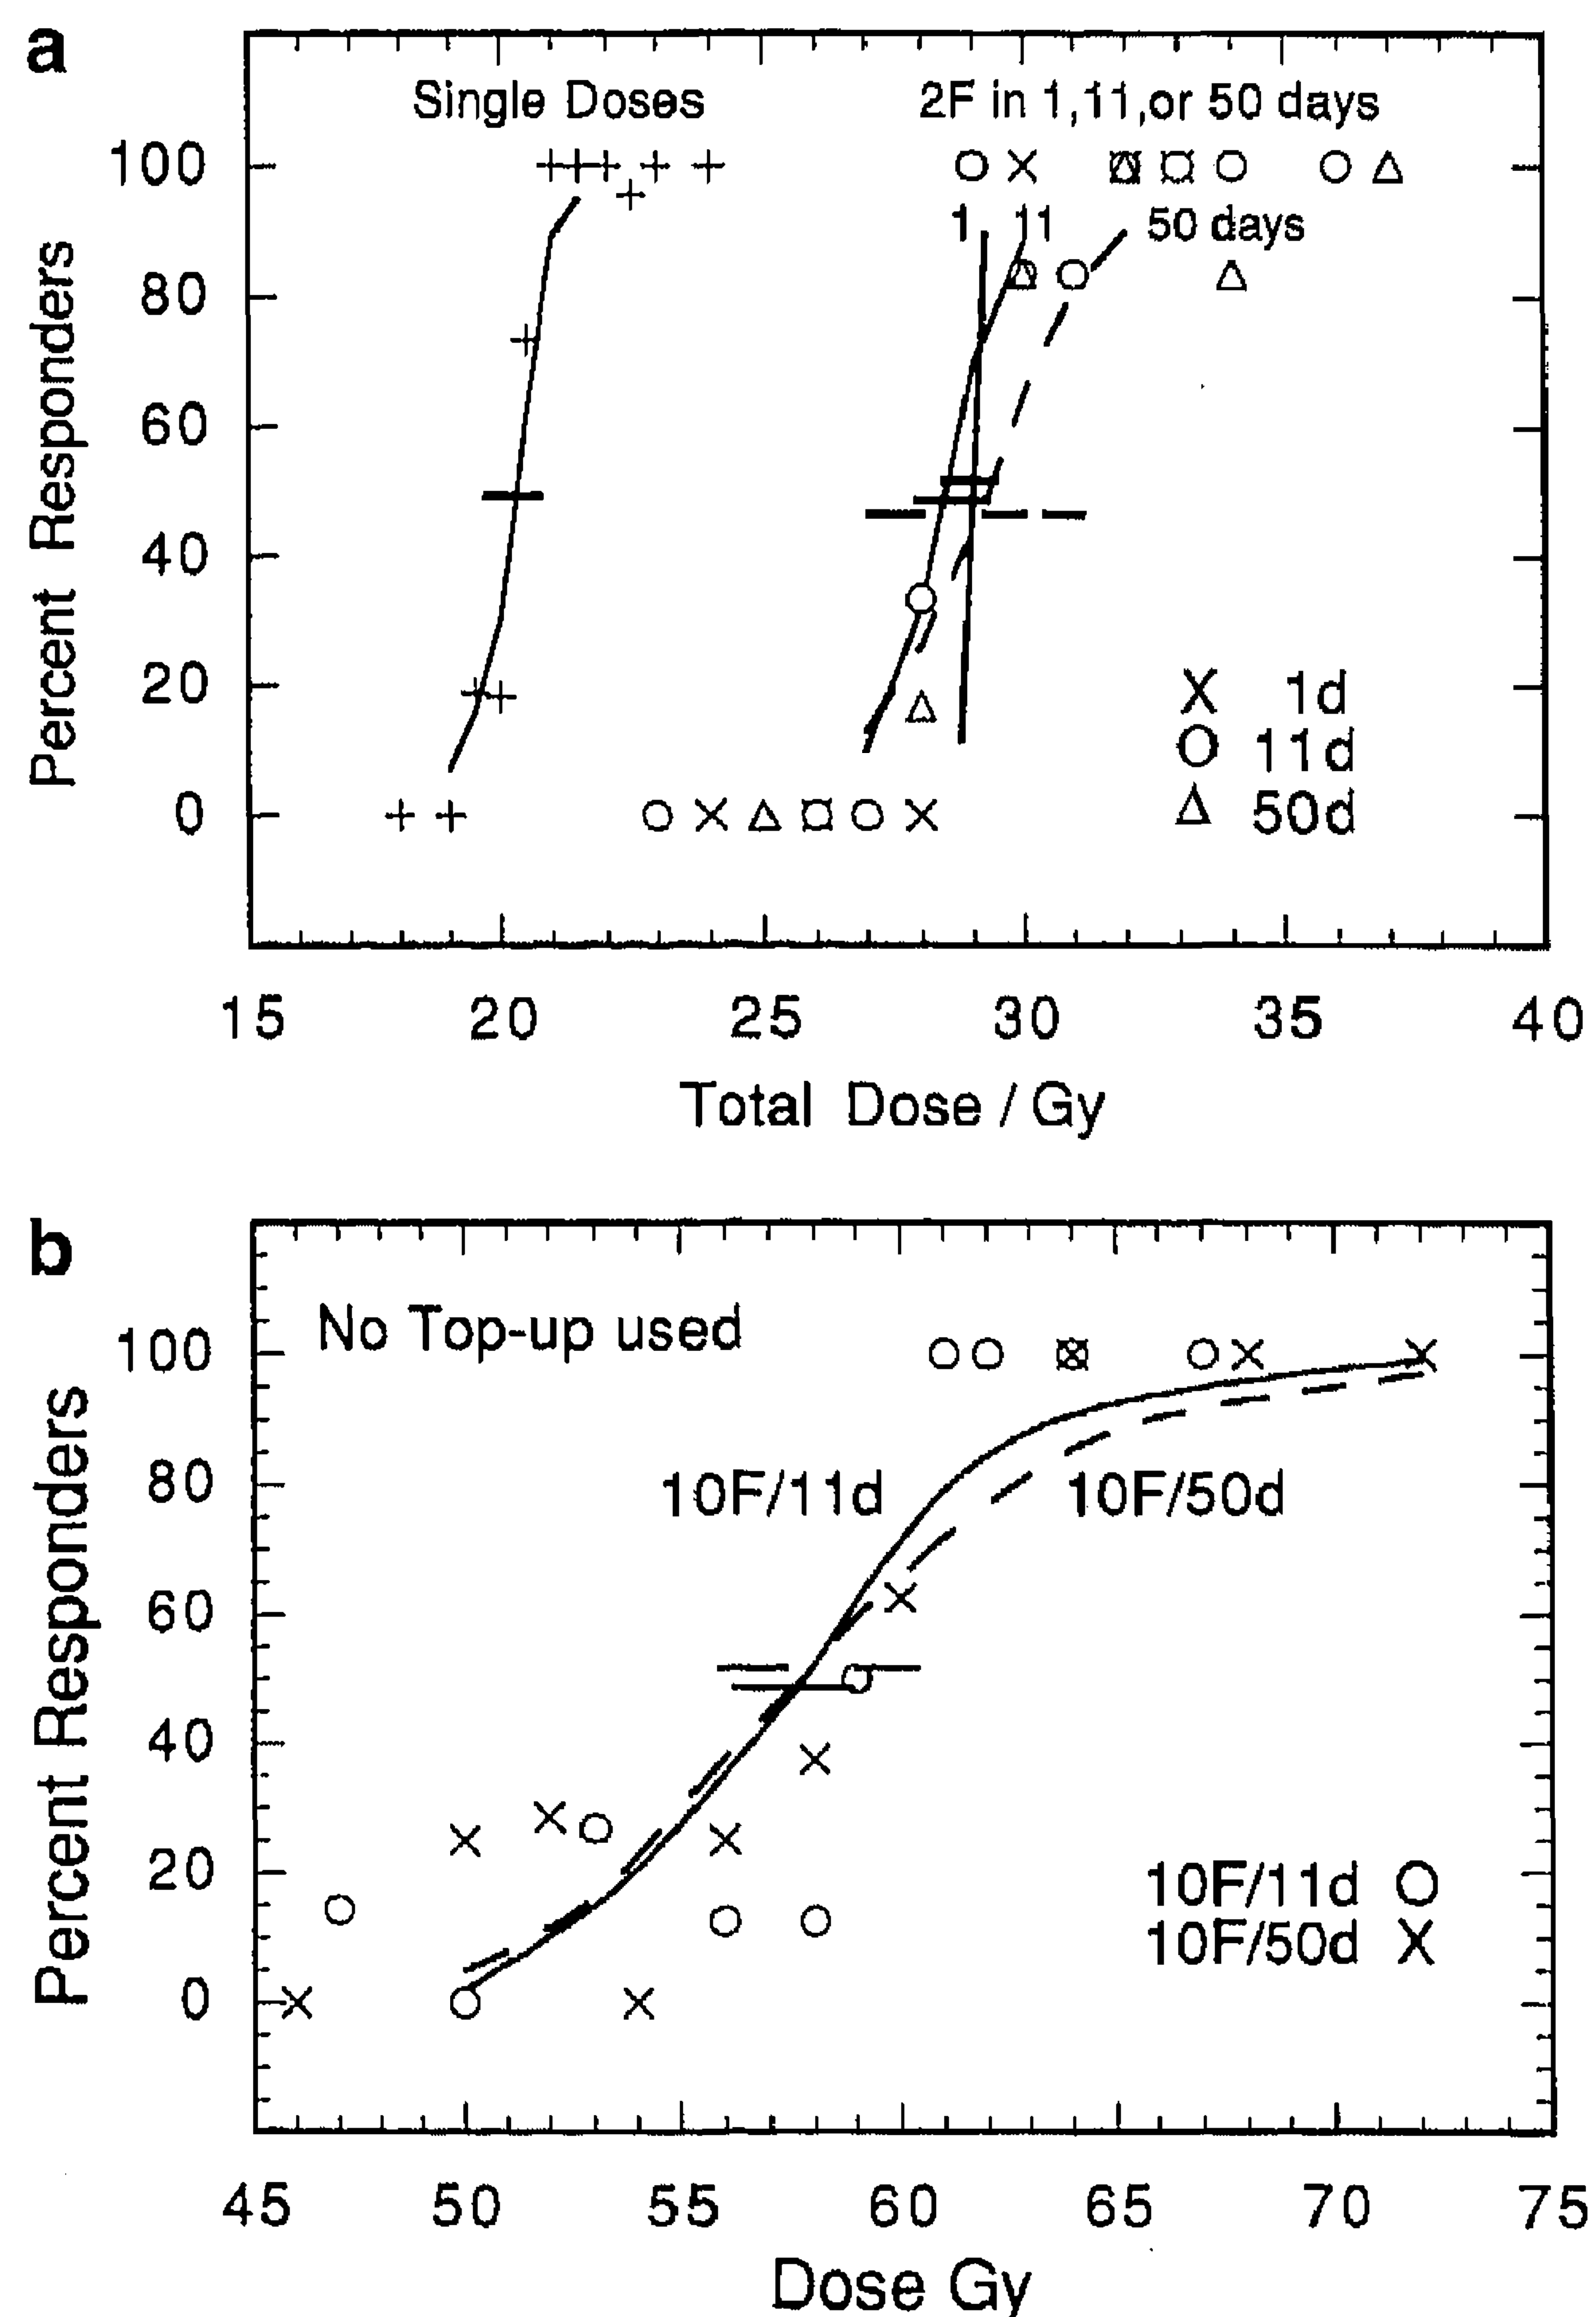 a
Single Doses 2F in 1,11,or 50 days
100
1 11 50 days
80
60
40
20
0
Percent Responders
X 1d
O 11d
Δ 50d
15 20 25 30 35 40
Total Dose / Gy
b
No Top-up used
100
80
60
40
20
0
Percent Responders
10F/11d 10F/50d
10F/11d O
10F/50d X
45 50 55 60 65 70 75
Dose Gy